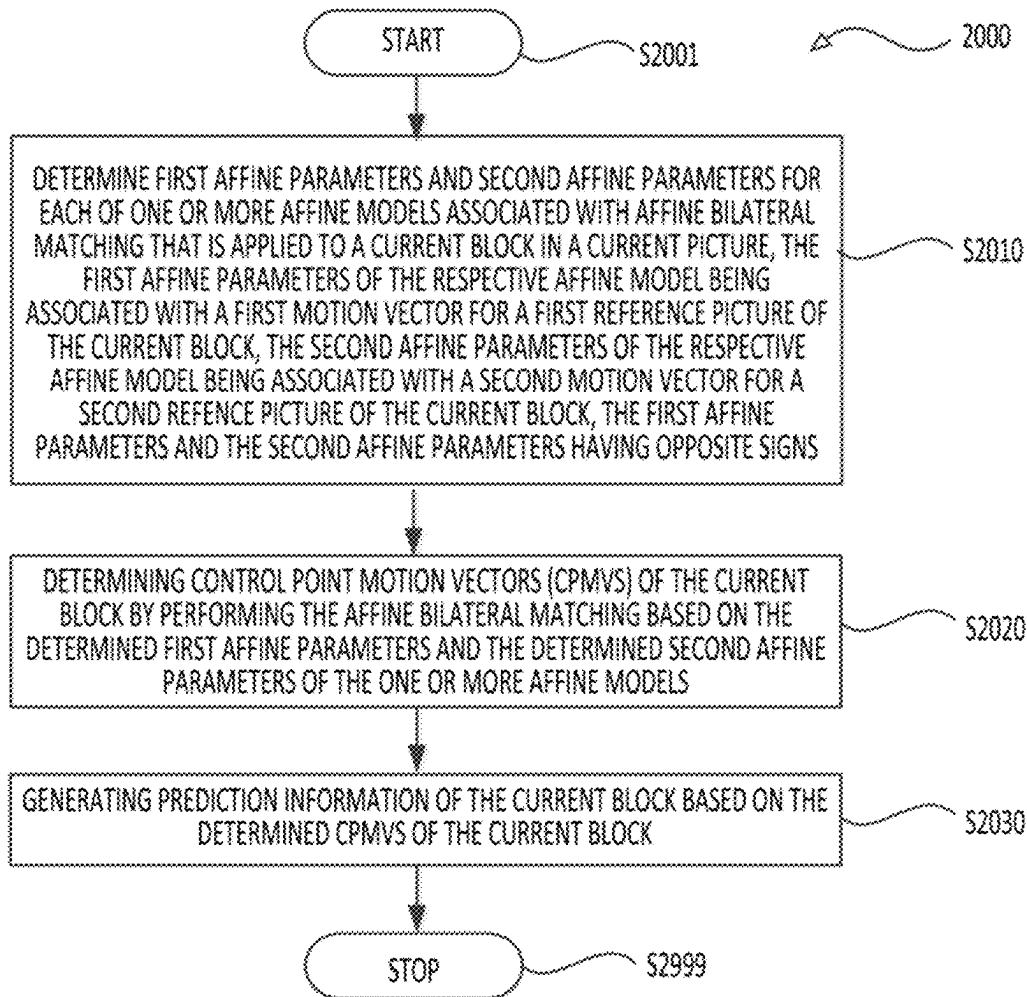 START
S2001
2000
DETERMINE FIRST AFFINE PARAMETERS AND SECOND AFFINE PARAMETERS FOR
EACH OF ONE OR MORE AFFINE MODELS ASSOCIATED WITH AFFINE BILATERAL
MATCHING THAT IS APPLIED TO A CURRENT BLOCK IN A CURRENT PICTURE, THE
FIRST AFFINE PARAMETERS OF THE RESPECTIVE AFFINE MODEL BEING
ASSOCIATED WITH A FIRST MOTION VECTOR FOR A FIRST REFERENCE PICTURE OF
THE CURRENT BLOCK, THE SECOND AFFINE PARAMETERS OF THE RESPECTIVE
AFFINE MODEL BEING ASSOCIATED WITH A SECOND MOTION VECTOR FOR A
SECOND REFENCE PICTURE OF THE CURRENT BLOCK, THE FIRST AFFINE
PARAMETERS AND THE SECOND AFFINE PARAMETERS HAVING OPPOSITE SIGNS
S2010
DETERMINING CONTROL POINT MOTION VECTORS (CPMVS) OF THE CURRENT
BLOCK BY PERFORMING THE AFFINE BILATERAL MATCHING BASED ON THE
DETERMINED FIRST AFFINE PARAMETERS AND THE DETERMINED SECOND AFFINE
PARAMETERS OF THE ONE OR MORE AFFINE MODELS
S2020
GENERATING PREDICTION INFORMATION OF THE CURRENT BLOCK BASED ON THE
DETERMINED CPMVS OF THE CURRENT BLOCK
S2030
STOP
S2999